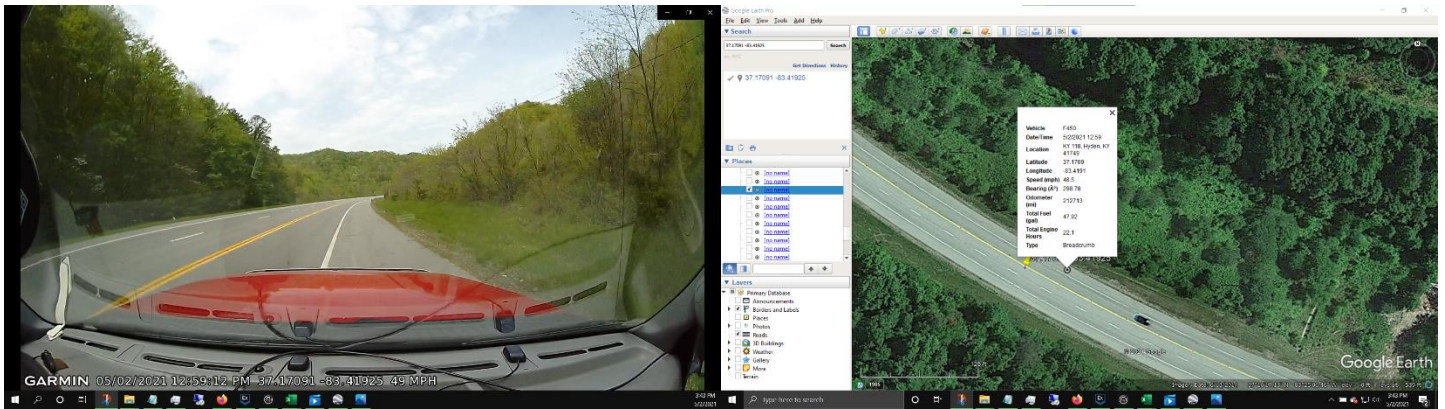 GARMIN 05/02/2021 12:59:12 PM 37.17091 -83.41925 49 MPH
3:43 PM
5/2/2021
Google Earth Pro
File Edit View Tools Add Help
Search
37.17091 -83.41925 Search
Get Directions History
37.17091 -83.41925
Places
[no name]
[no name]
[no name]
[no name]
[no name]
[no name]
[no name]
[no name]
[no name]
Layers
Primary Database
Announcements
Borders and Labels
Places
Photos
Roads
3D Buildings
Weather
Gallery
More
Terrain
Vehicle F450
Date/Time 5/2/2021 12:59
Location KY 118, Hyden, KY
41749
Latitude 37.1709
Longitude -83.4191
Speed (mph) 48.5
Bearing (Â°) 298.78
Odometer
(mi) 212713
Total Fuel
(gal) 47.92
Total Engine
Hours 22.1
Type Breadcrumb
Google Earth
1985
Type here to search
3:43 PM
5/2/2021